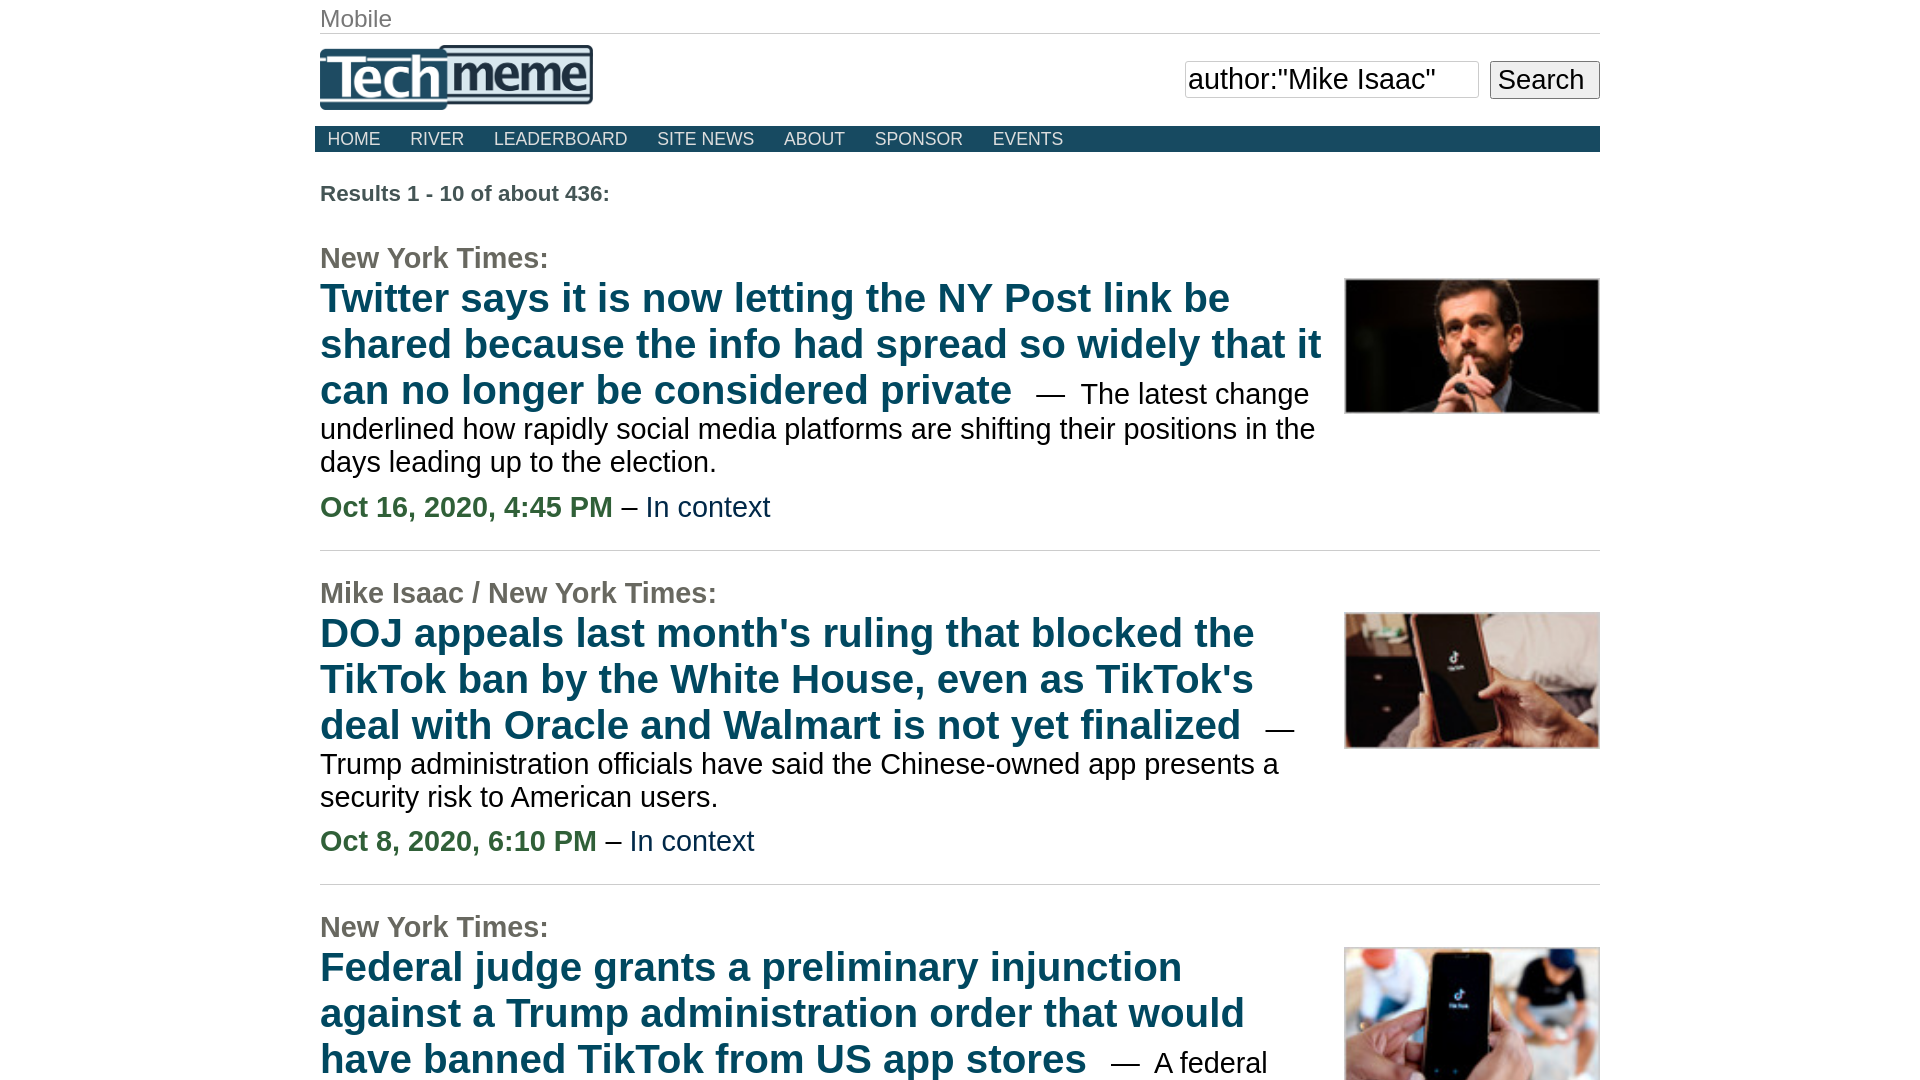 Mobile
Techmeme
author:"Mike Isaac"
Search
HOME RIVER LEADERBOARD SITE NEWS ABOUT SPONSOR EVENTS
Results 1 - 10 of about 436:
New York Times:
Twitter says it is now letting the NY Post link be
shared because the info had spread so widely that it
can no longer be considered private — The latest change
underlined how rapidly social media platforms are shifting their positions in the
days leading up to the election.
Oct 16, 2020, 4:45 PM – In context
Mike Isaac / New York Times:
DOJ appeals last month's ruling that blocked the
TikTok ban by the White House, even as TikTok's
deal with Oracle and Walmart is not yet finalized —
Trump administration officials have said the Chinese-owned app presents a
security risk to American users.
Oct 8, 2020, 6:10 PM – In context
New York Times:
Federal judge grants a preliminary injunction
against a Trump administration order that would
have banned TikTok from US app stores — A federal